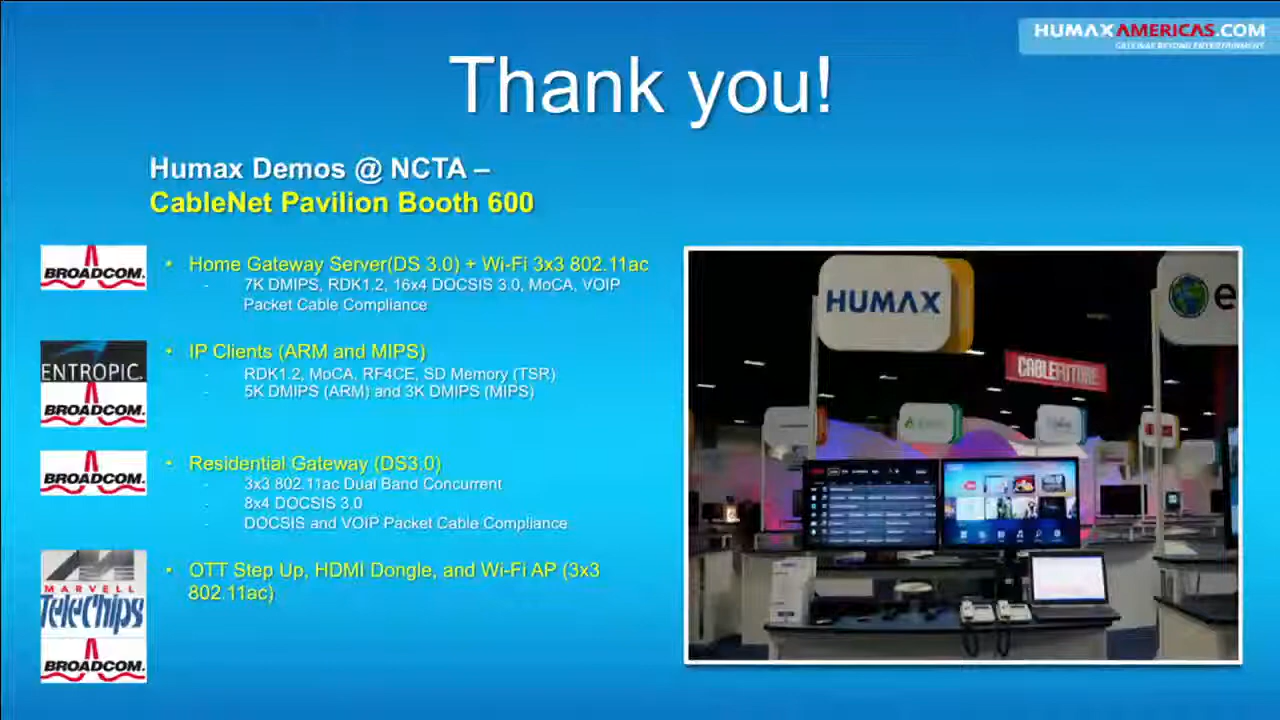 HUMAXAMERICAS.COM
GATEWAY BEYOND ENTERTAINMENT
Thank you!
Humax Demos @ NCTA –
CableNet Pavilion Booth 600
BROADCOM.
• Home Gateway Server(DS 3.0) + Wi-Fi 3x3 802.11ac
- 7K DMIPS, RDK1.2, 16x4 DOCSIS 3.0, MoCA, VOIP
Packet Cable Compliance
ENTROPIC.
BROADCOM.
• IP Clients (ARM and MIPS)
- RDK1.2, MoCA, RF4CE, SD Memory (TSR)
- 5K DMIPS (ARM) and 3K DMIPS (MIPS)
BROADCOM.
• Residential Gateway (DS3.0)
- 3x3 802.11ac Dual Band Concurrent
- 8x4 DOCSIS 3.0
- DOCSIS and VOIP Packet Cable Compliance
MARVELL
Telechips
BROADCOM.
• OTT Step Up, HDMI Dongle, and Wi-Fi AP (3x3
802.11ac)
HUMAX
e
CABLEFUTURE